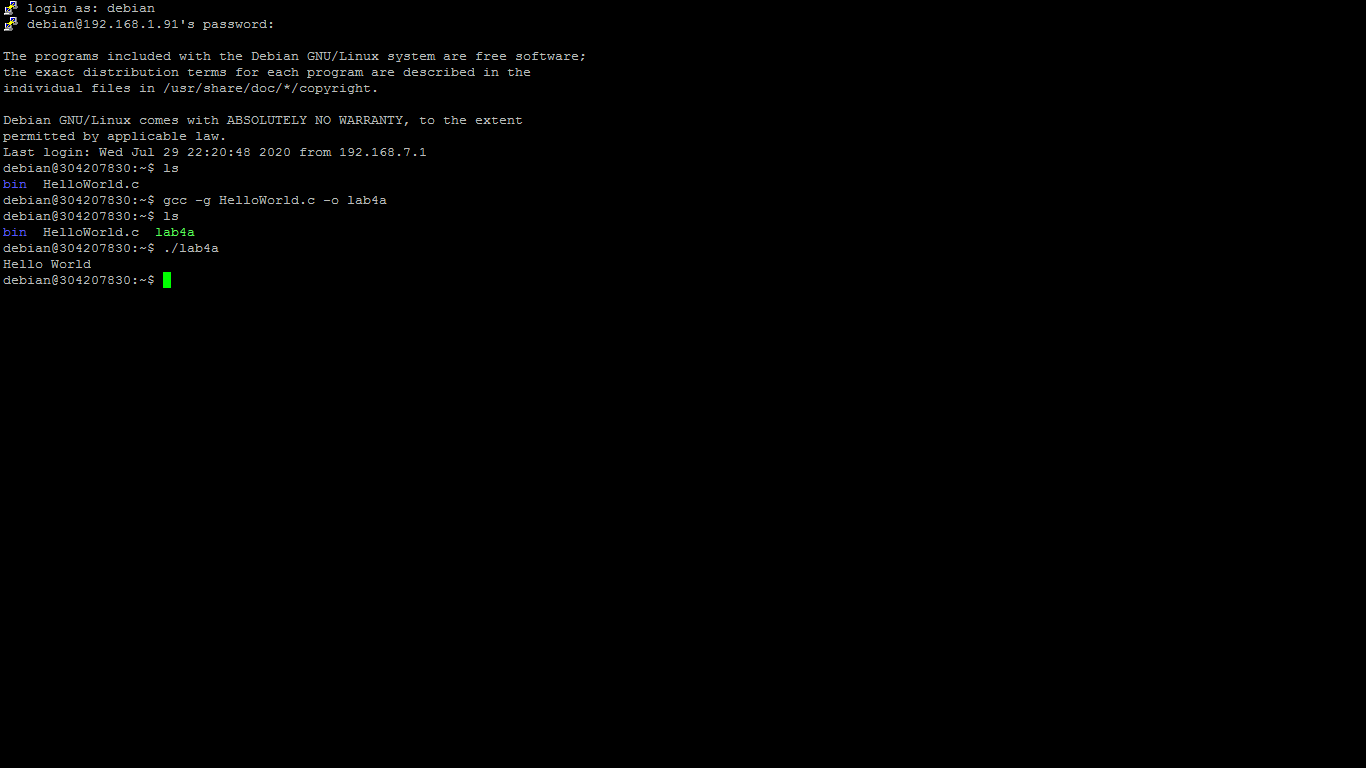 login as: debian
debian@192.168.1.91's password:
The programs included with the Debian GNU/Linux system are free software;
the exact distribution terms for each program are described in the
individual files in /usr/share/doc/*/copyright.
Debian GNU/Linux comes with ABSOLUTELY NO WARRANTY, to the extent
permitted by applicable law.
Last login: Wed Jul 29 22:20:48 2020 from 192.168.7.1
debian@304207830:~$ ls
bin  HelloWorld.c
debian@304207830:~$ gcc -g HelloWorld.c -o lab4a
debian@304207830:~$ ls
bin  HelloWorld.c  lab4a
debian@304207830:~$ ./lab4a
Hello World
debian@304207830:~$